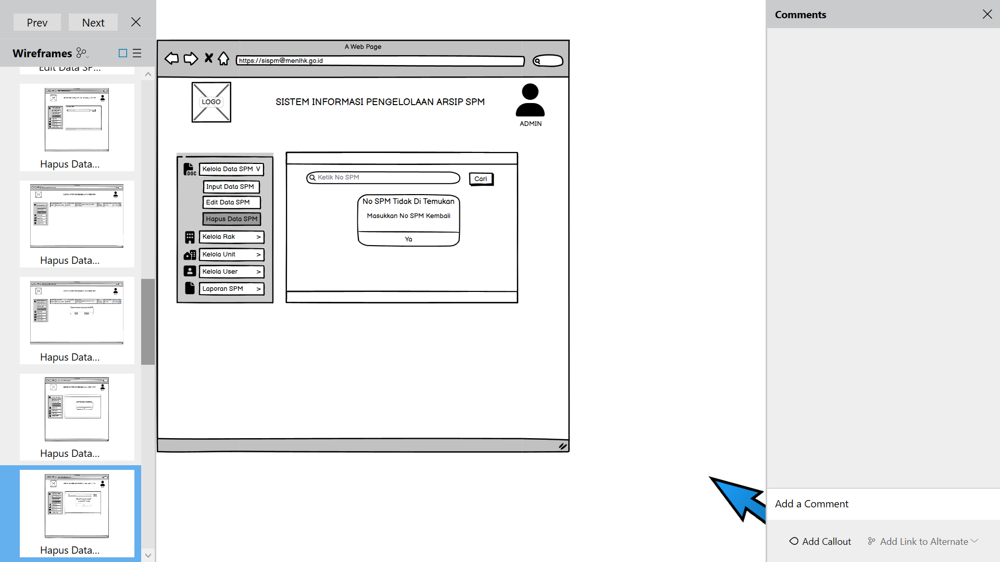 Prev
Next
Wireframes
Edit Data SP...
Hapus Data...
Hapus Data...
Hapus Data...
Hapus Data...
Hapus Data...
A Web Page
https://sispm@menlhk.go.id
LOGO
SISTEM INFORMASI PENGELOLAAN ARSIP SPM
ADMIN
DOC
Kelola Data SPM V
Input Data SPM
Edit Data SPM
Hapus Data SPM
Kelola Rak >
Kelola Unit >
Kelola User >
Laporan SPM >
Ketik No SPM
Cari
No SPM Tidak Di Temukan
Masukkan No SPM Kembali
Ya
Comments
Add a Comment
Add Callout
Add Link to Alternate